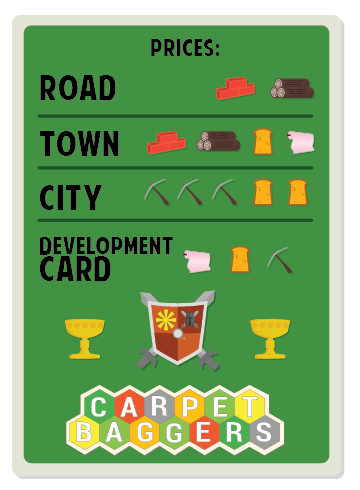 PRICES:
ROAD
TOWN
CITY
DEVELOPMENT
CARD
CARPET
BAGGERS